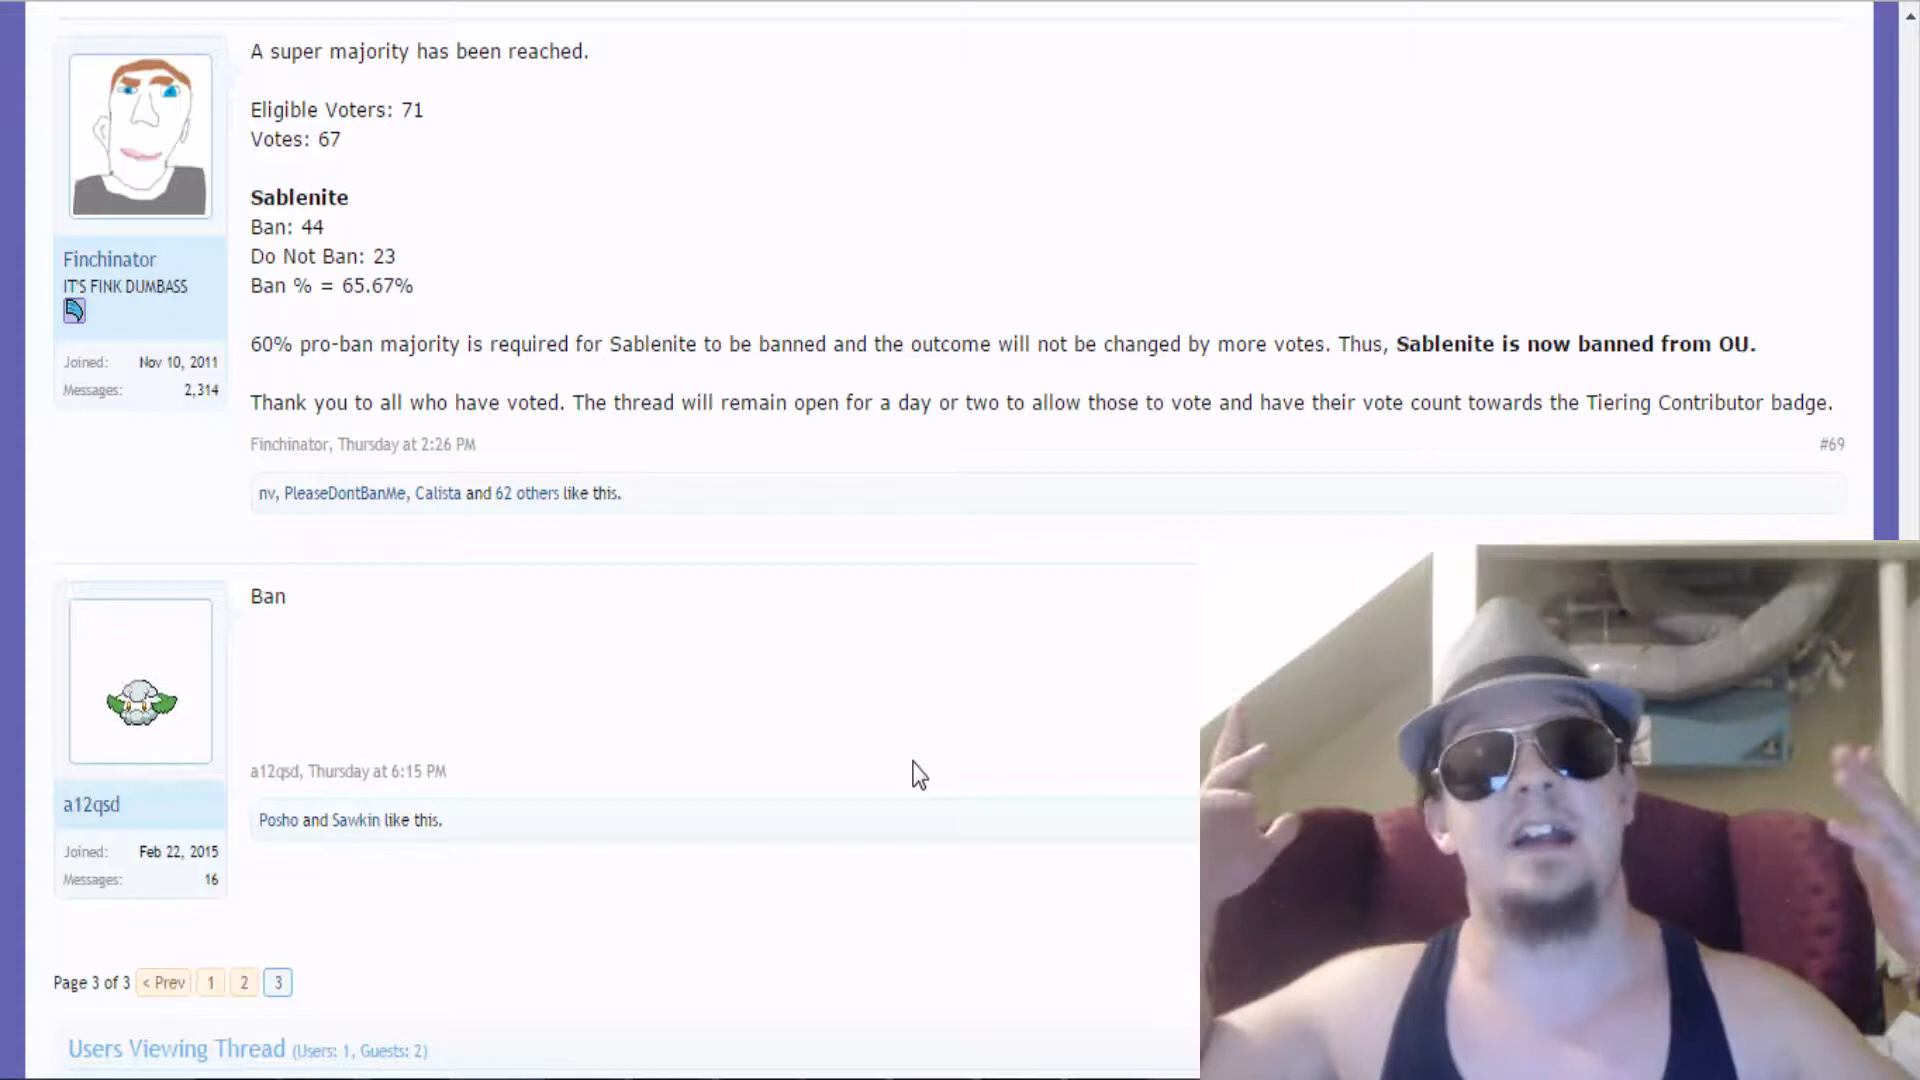 A super majority has been reached.
Eligible Voters: 71
Votes: 67
Sablenite
Ban: 44
Do Not Ban: 23
Ban % = 65.67%
60% pro-ban majority is required for Sablenite to be banned and the outcome will not be changed by more votes. Thus, Sablenite is now banned from OU.
Thank you to all who have voted. The thread will remain open for a day or two to allow those to vote and have their vote count towards the Tiering Contributor badge.
Finchinator, Thursday at 2:26 PM #69
nv, PleaseDontBanMe, Calista and 62 others like this.
Finchinator
IT'S FINK DUMBASS
Joined: Nov 10, 2011
Messages: 2,314
Ban
a12qsd, Thursday at 6:15 PM
Posho and Sawkin like this.
a12qsd
Joined: Feb 22, 2015
Messages: 16
Page 3 of 3 < Prev 1 2 3
Users Viewing Thread (Users: 1, Guests: 2)